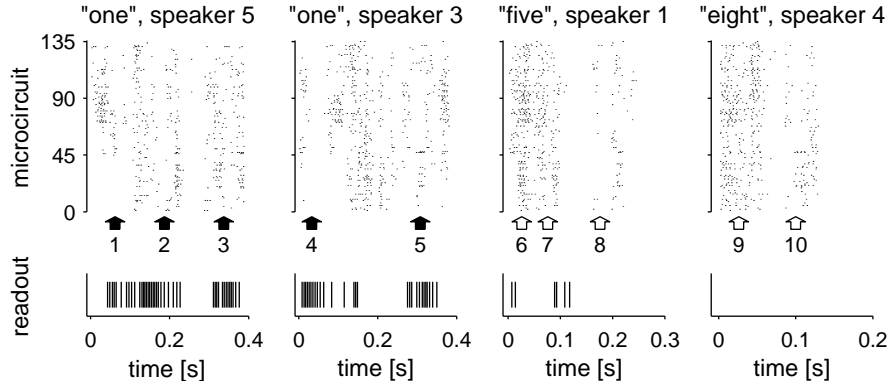 "one", speaker 5
"one", speaker 3
"five", speaker 1
"eight", speaker 4
microcircuit
135
90
45
0
1
2
3
4
5
6
7
8
9
10
readout
0 0.2 0.4
0 0.2 0.4
0 0.1 0.2 0.3
0 0.1 0.2
time [s]
time [s]
time [s]
time [s]